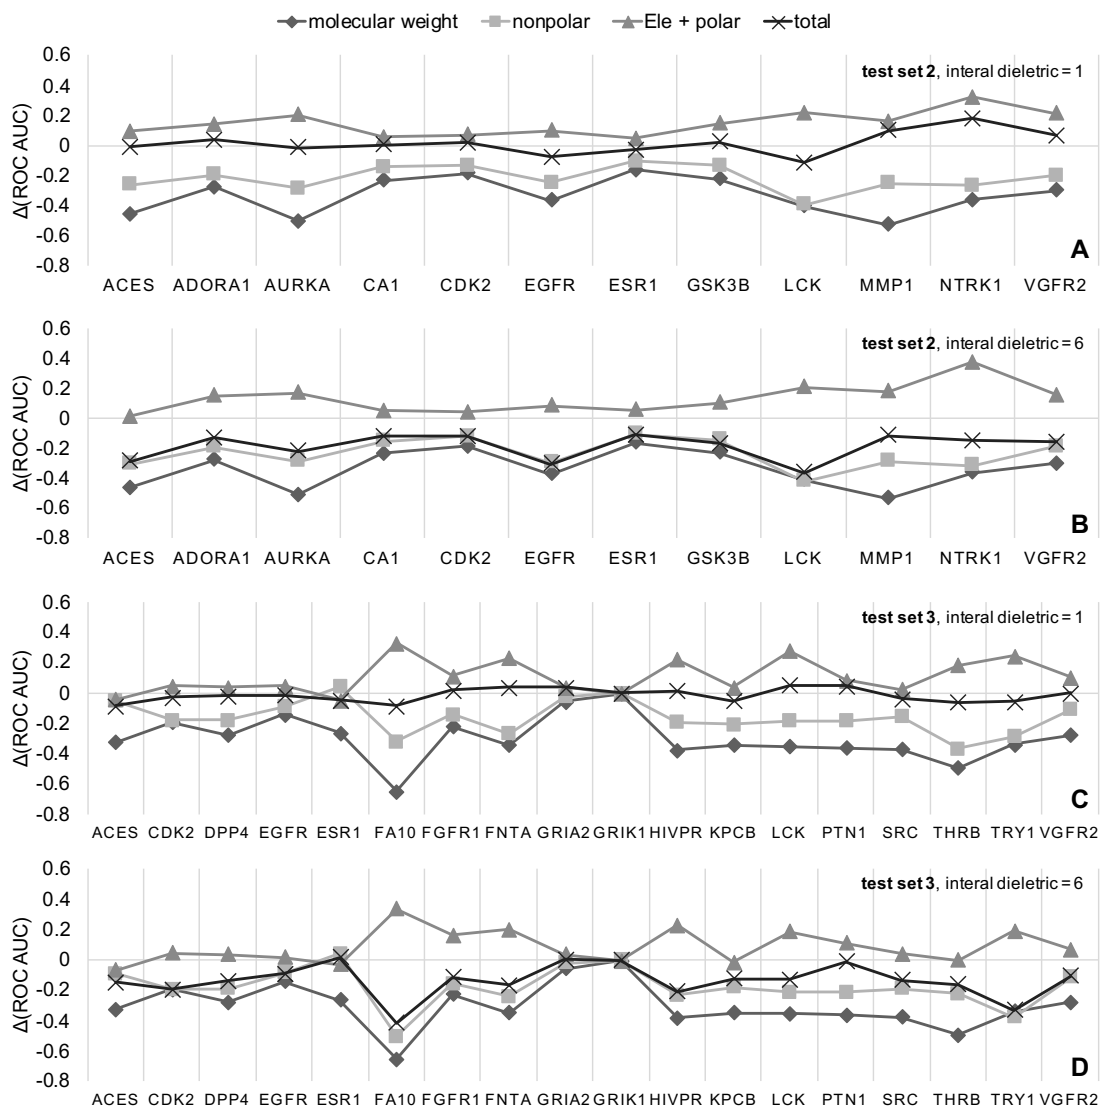 molecular weight nonpolar Ele + polar total
0.6
0.4
0.2
0
-0.2
-0.4
-0.6
-0.8
Δ(ROC AUC)
test set 2, interal dieletric = 1
A
ACES ADORA1 AURKA CA1 CDK2 EGFR ESR1 GSK3B LCK MMP1 NTRK1 VGFR2
0.6
0.4
0.2
0
-0.2
-0.4
-0.6
-0.8
Δ(ROC AUC)
test set 2, interal dieletric = 6
B
ACES ADORA1 AURKA CA1 CDK2 EGFR ESR1 GSK3B LCK MMP1 NTRK1 VGFR2
0.6
0.4
0.2
0
-0.2
-0.4
-0.6
-0.8
Δ(ROC AUC)
test set 3, interal dieletric = 1
C
ACES CDK2 DPP4 EGFR ESR1 FA10 FGFR1 FNTA GRIA2 GRIK1 HIVPR KPCB LCK PTN1 SRC THRB TRY1 VGFR2
0.6
0.4
0.2
0
-0.2
-0.4
-0.6
-0.8
Δ(ROC AUC)
test set 3, interal dieletric = 6
D
ACES CDK2 DPP4 EGFR ESR1 FA10 FGFR1 FNTA GRIA2 GRIK1 HIVPR KPCB LCK PTN1 SRC THRB TRY1 VGFR2